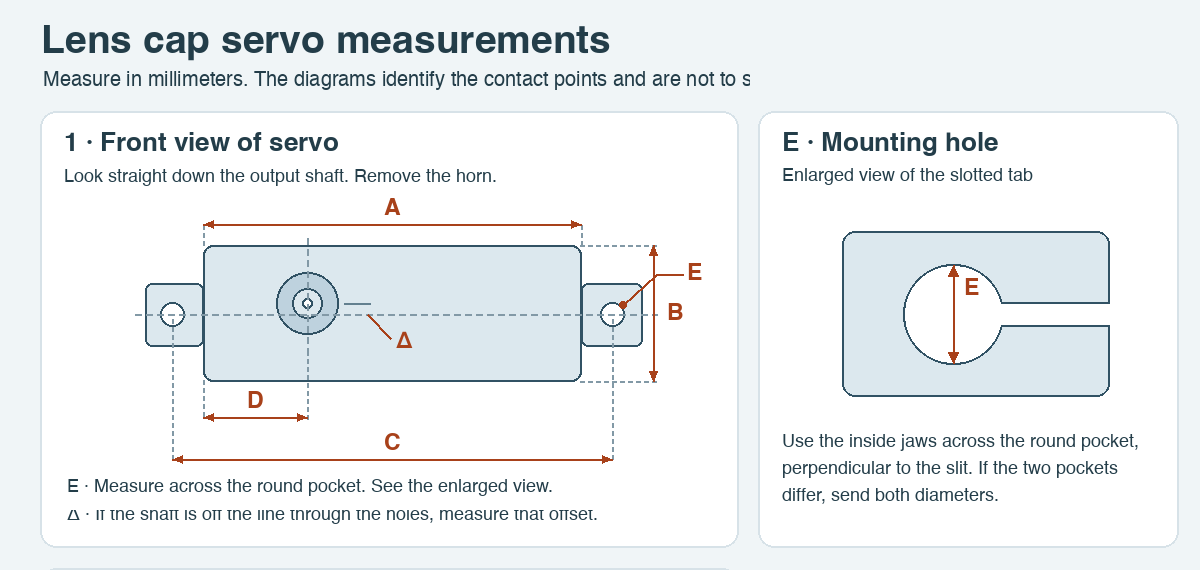 Lens cap servo measurements
Measure in millimeters. The diagrams identify the contact points and are not to
1 · Front view of servo
Look straight down the output shaft. Remove the horn.
A
E
B
Δ
D
C
E · Measure across the round pocket. See the enlarged view.
Δ · If the shaft is off the line through the holes, measure that offset.
E · Mounting hole
Enlarged view of the slotted tab
E
Use the inside jaws across the round pocket,
perpendicular to the slit. If the two pockets
differ, send both diameters.